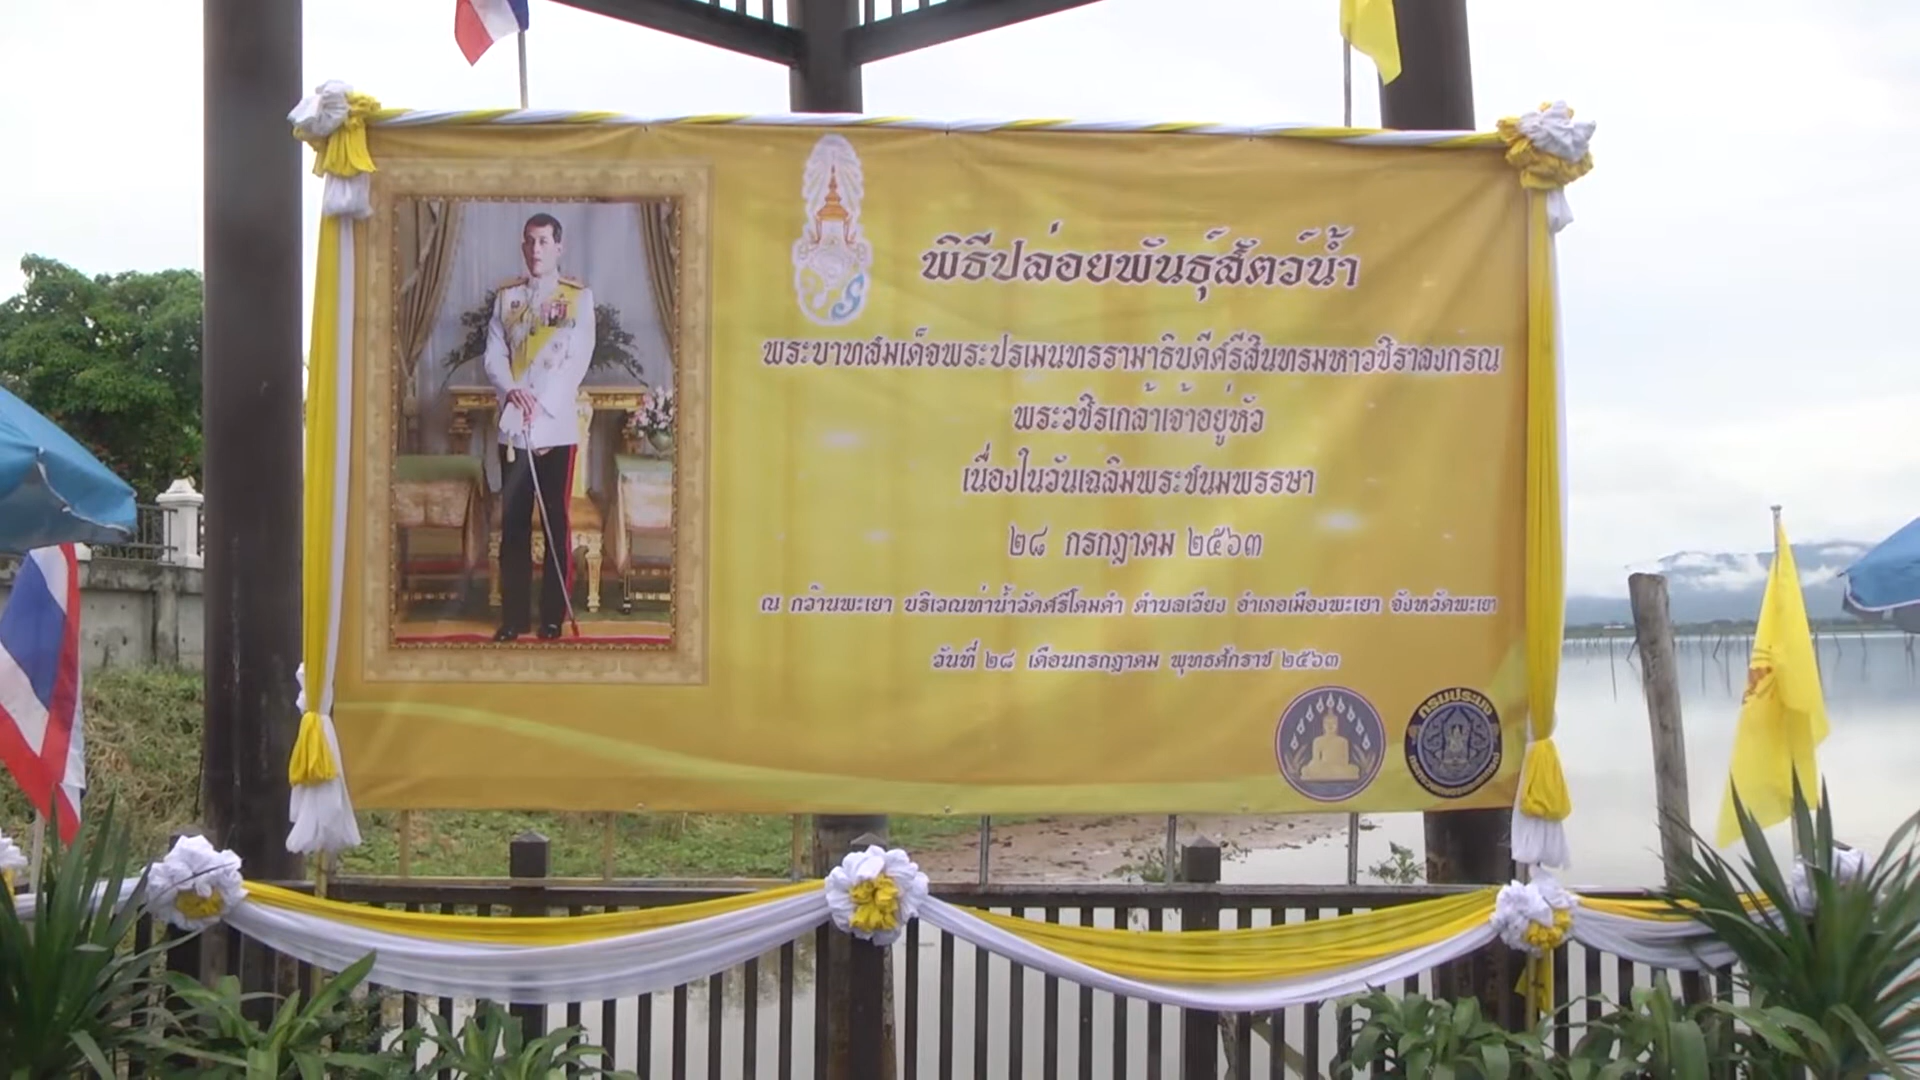 พิธีปล่อยพันธุ์สัตว์น้ำ
พระบาทสมเด็จพระปรเมนทรรามาธิบดีศรีสินทรมหาวชิราลงกรณ
พระวชิรเกล้าเจ้าอยู่หัว
เนื่องในวันเฉลิมพระชนมพรรษา
๒๘ กรกฎาคม ๒๕๖๓
ณ กว๊านพะเยา บริเวณท่าน้ำวัดศรีโคมคำ ตำบลเวียง อำเภอเมืองพะเยา จังหวัดพะเยา
วันที่ ๒๘ เดือนกรกฎาคม พุทธศักราช ๒๕๖๓
กรมประมง